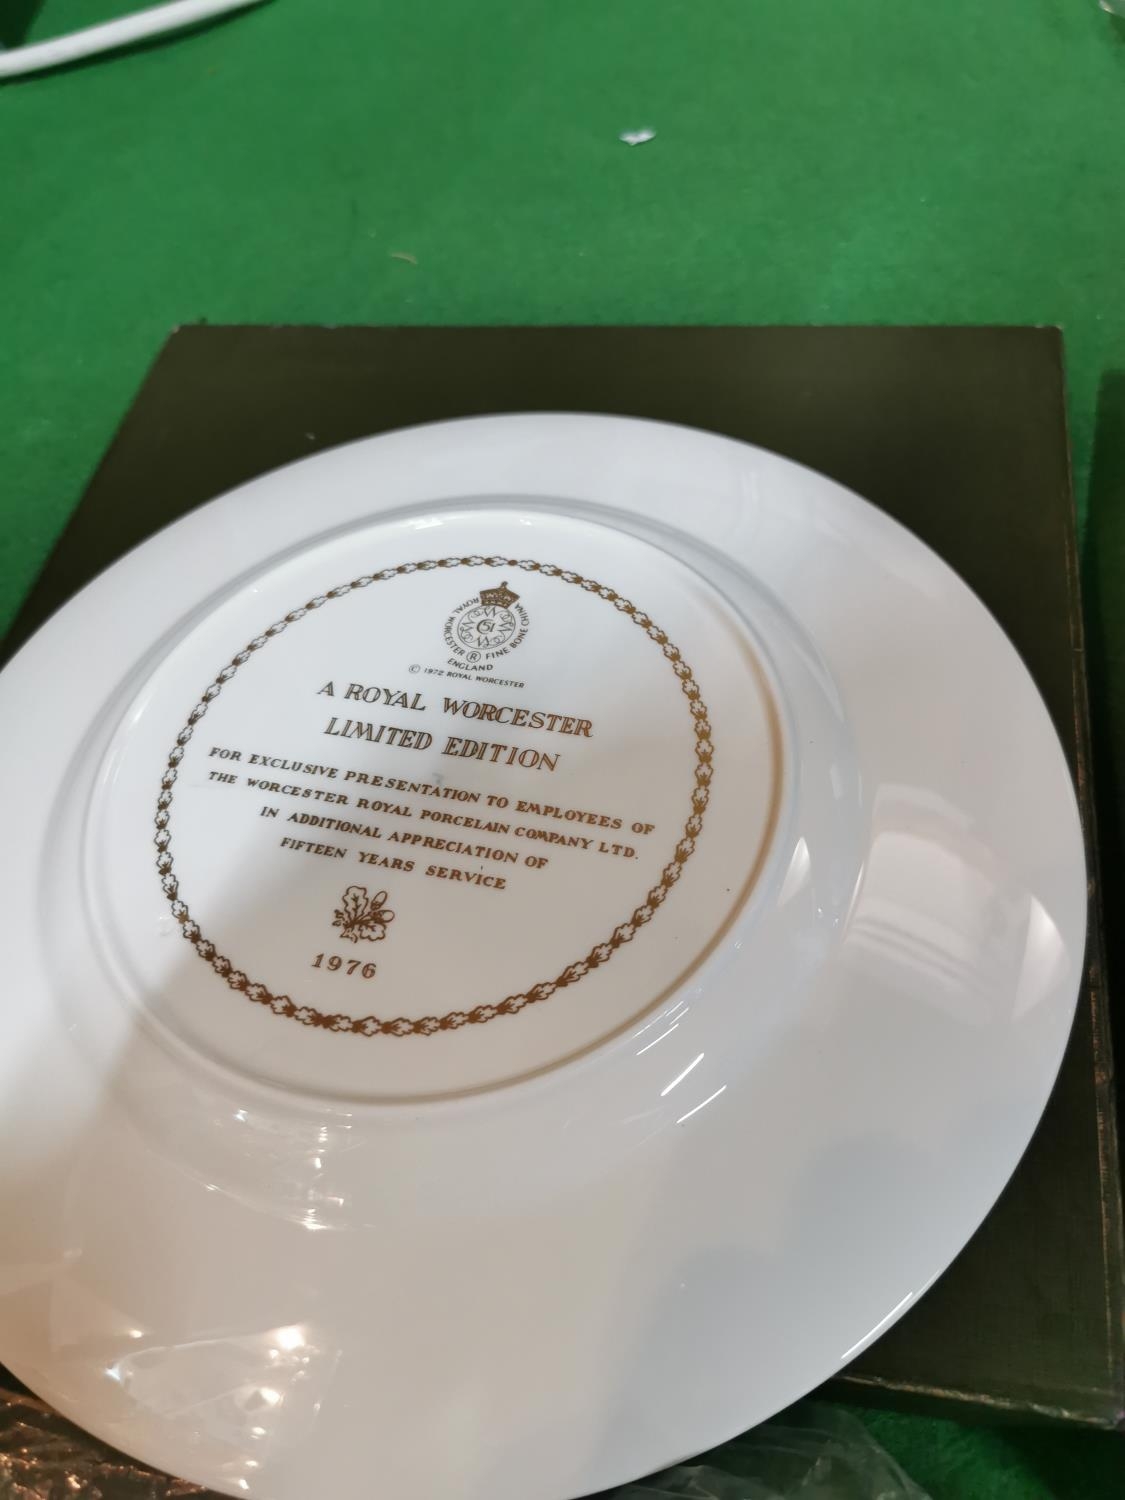 ROYAL WORCESTER ® FINE BONE CHINA
51
ENGLAND
© 1972 ROYAL WORCESTER
A ROYAL WORCESTER
LIMITED EDITION
FOR EXCLUSIVE PRESENTATION TO EMPLOYEES OF
THE WORCESTER ROYAL PORCELAIN COMPANY LTD.
IN ADDITIONAL APPRECIATION OF
FIFTEEN YEARS SERVICE
1976